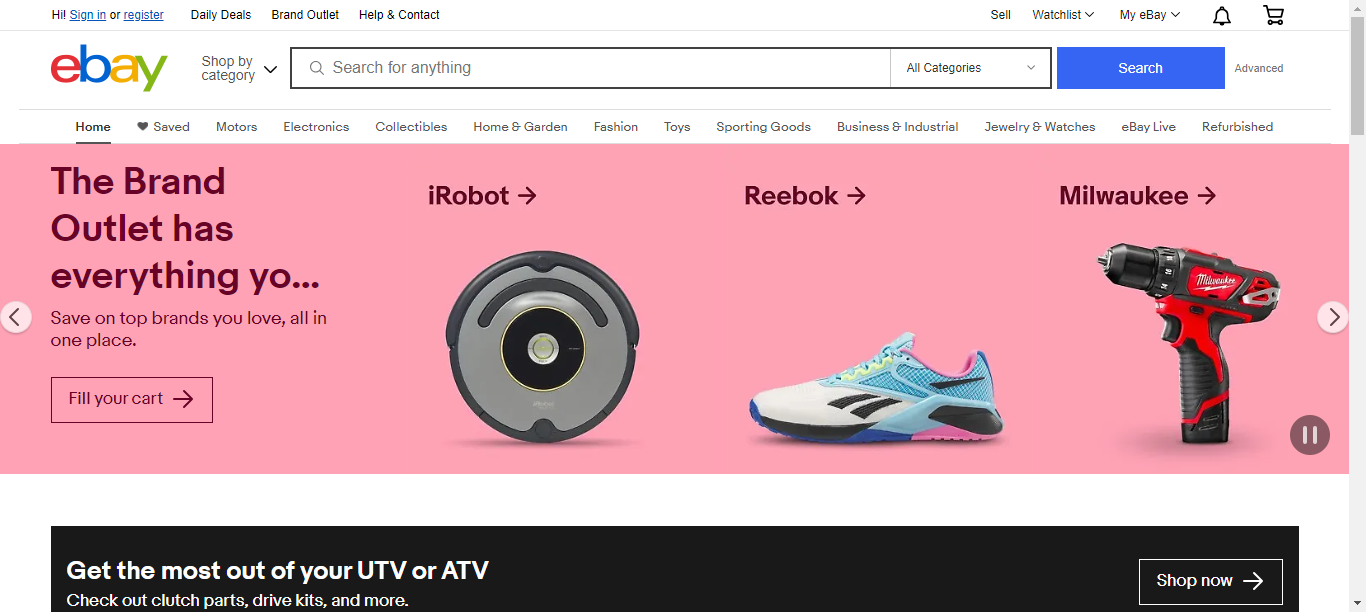 Hi! Sign in or register Daily Deals Brand Outlet Help & Contact Sell Watchlist My eBay
ebay Shop by category Search for anything All Categories Search Advanced
Home Saved Motors Electronics Collectibles Home & Garden Fashion Toys Sporting Goods Business & Industrial Jewelry & Watches eBay Live Refurbished
The Brand
Outlet has
everything yo...
Save on top brands you love, all in
one place.
Fill your cart
iRobot
Reebok
Milwaukee
Milwaukee
Get the most out of your UTV or ATV
Check out clutch parts, drive kits, and more.
Shop now